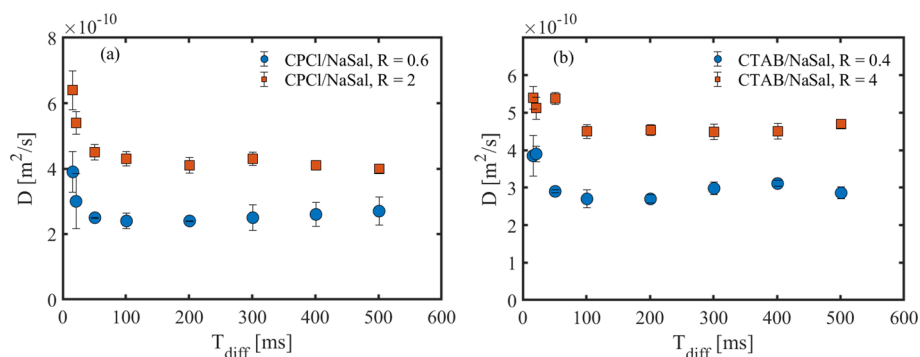 ×10⁻¹⁰
(a)
CPCl/NaSal, R = 0.6
CPCl/NaSal, R = 2
D [m²/s]
8
6
4
2
0
0 100 200 300 400 500 600
T_diff [ms]
×10⁻¹⁰
(b)
CTAB/NaSal, R = 0.4
CTAB/NaSal, R = 4
D [m²/s]
6
5
4
3
2
1
0
0 100 200 300 400 500 600
T_diff [ms]